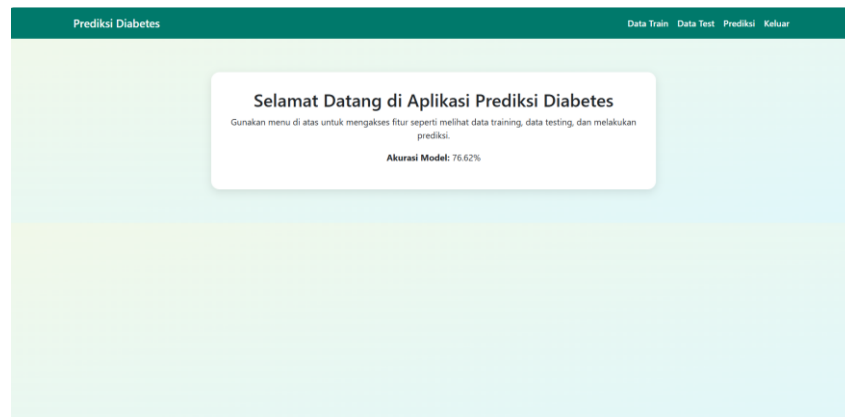 Prediksi Diabetes
Data Train Data Test Prediksi Keluar
Selamat Datang di Aplikasi Prediksi Diabetes
Gunakan menu di atas untuk mengakses fitur seperti melihat data training, data testing, dan melakukan
prediksi.
Akurasi Model: 76.62%